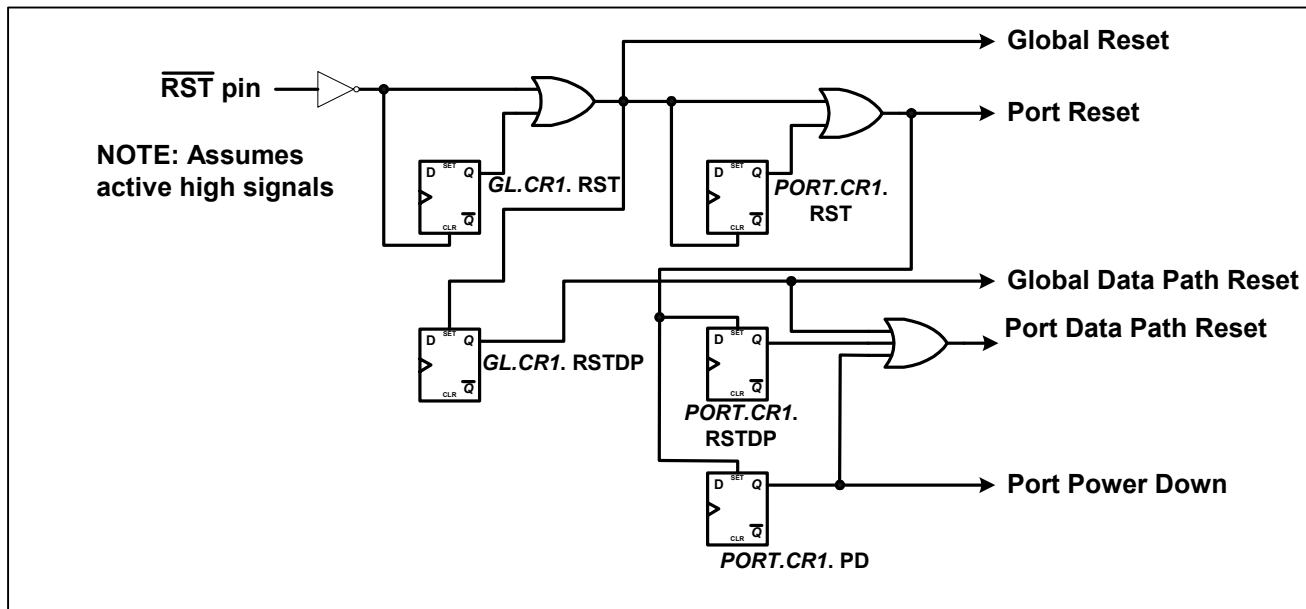 Global Reset
R̅S̅T̅ pin
Port Reset
NOTE: Assumes
active high signals
D SET Q
Q̅
CLR
GL.CR1. RST
D SET Q
Q̅
CLR
PORT.CR1.
RST
Global Data Path Reset
Port Data Path Reset
D SET Q
Q̅
CLR
GL.CR1. RSTDP
D SET Q
Q̅
CLR
PORT.CR1.
RSTDP
D SET Q
Q̅
CLR
Port Power Down
PORT.CR1. PD